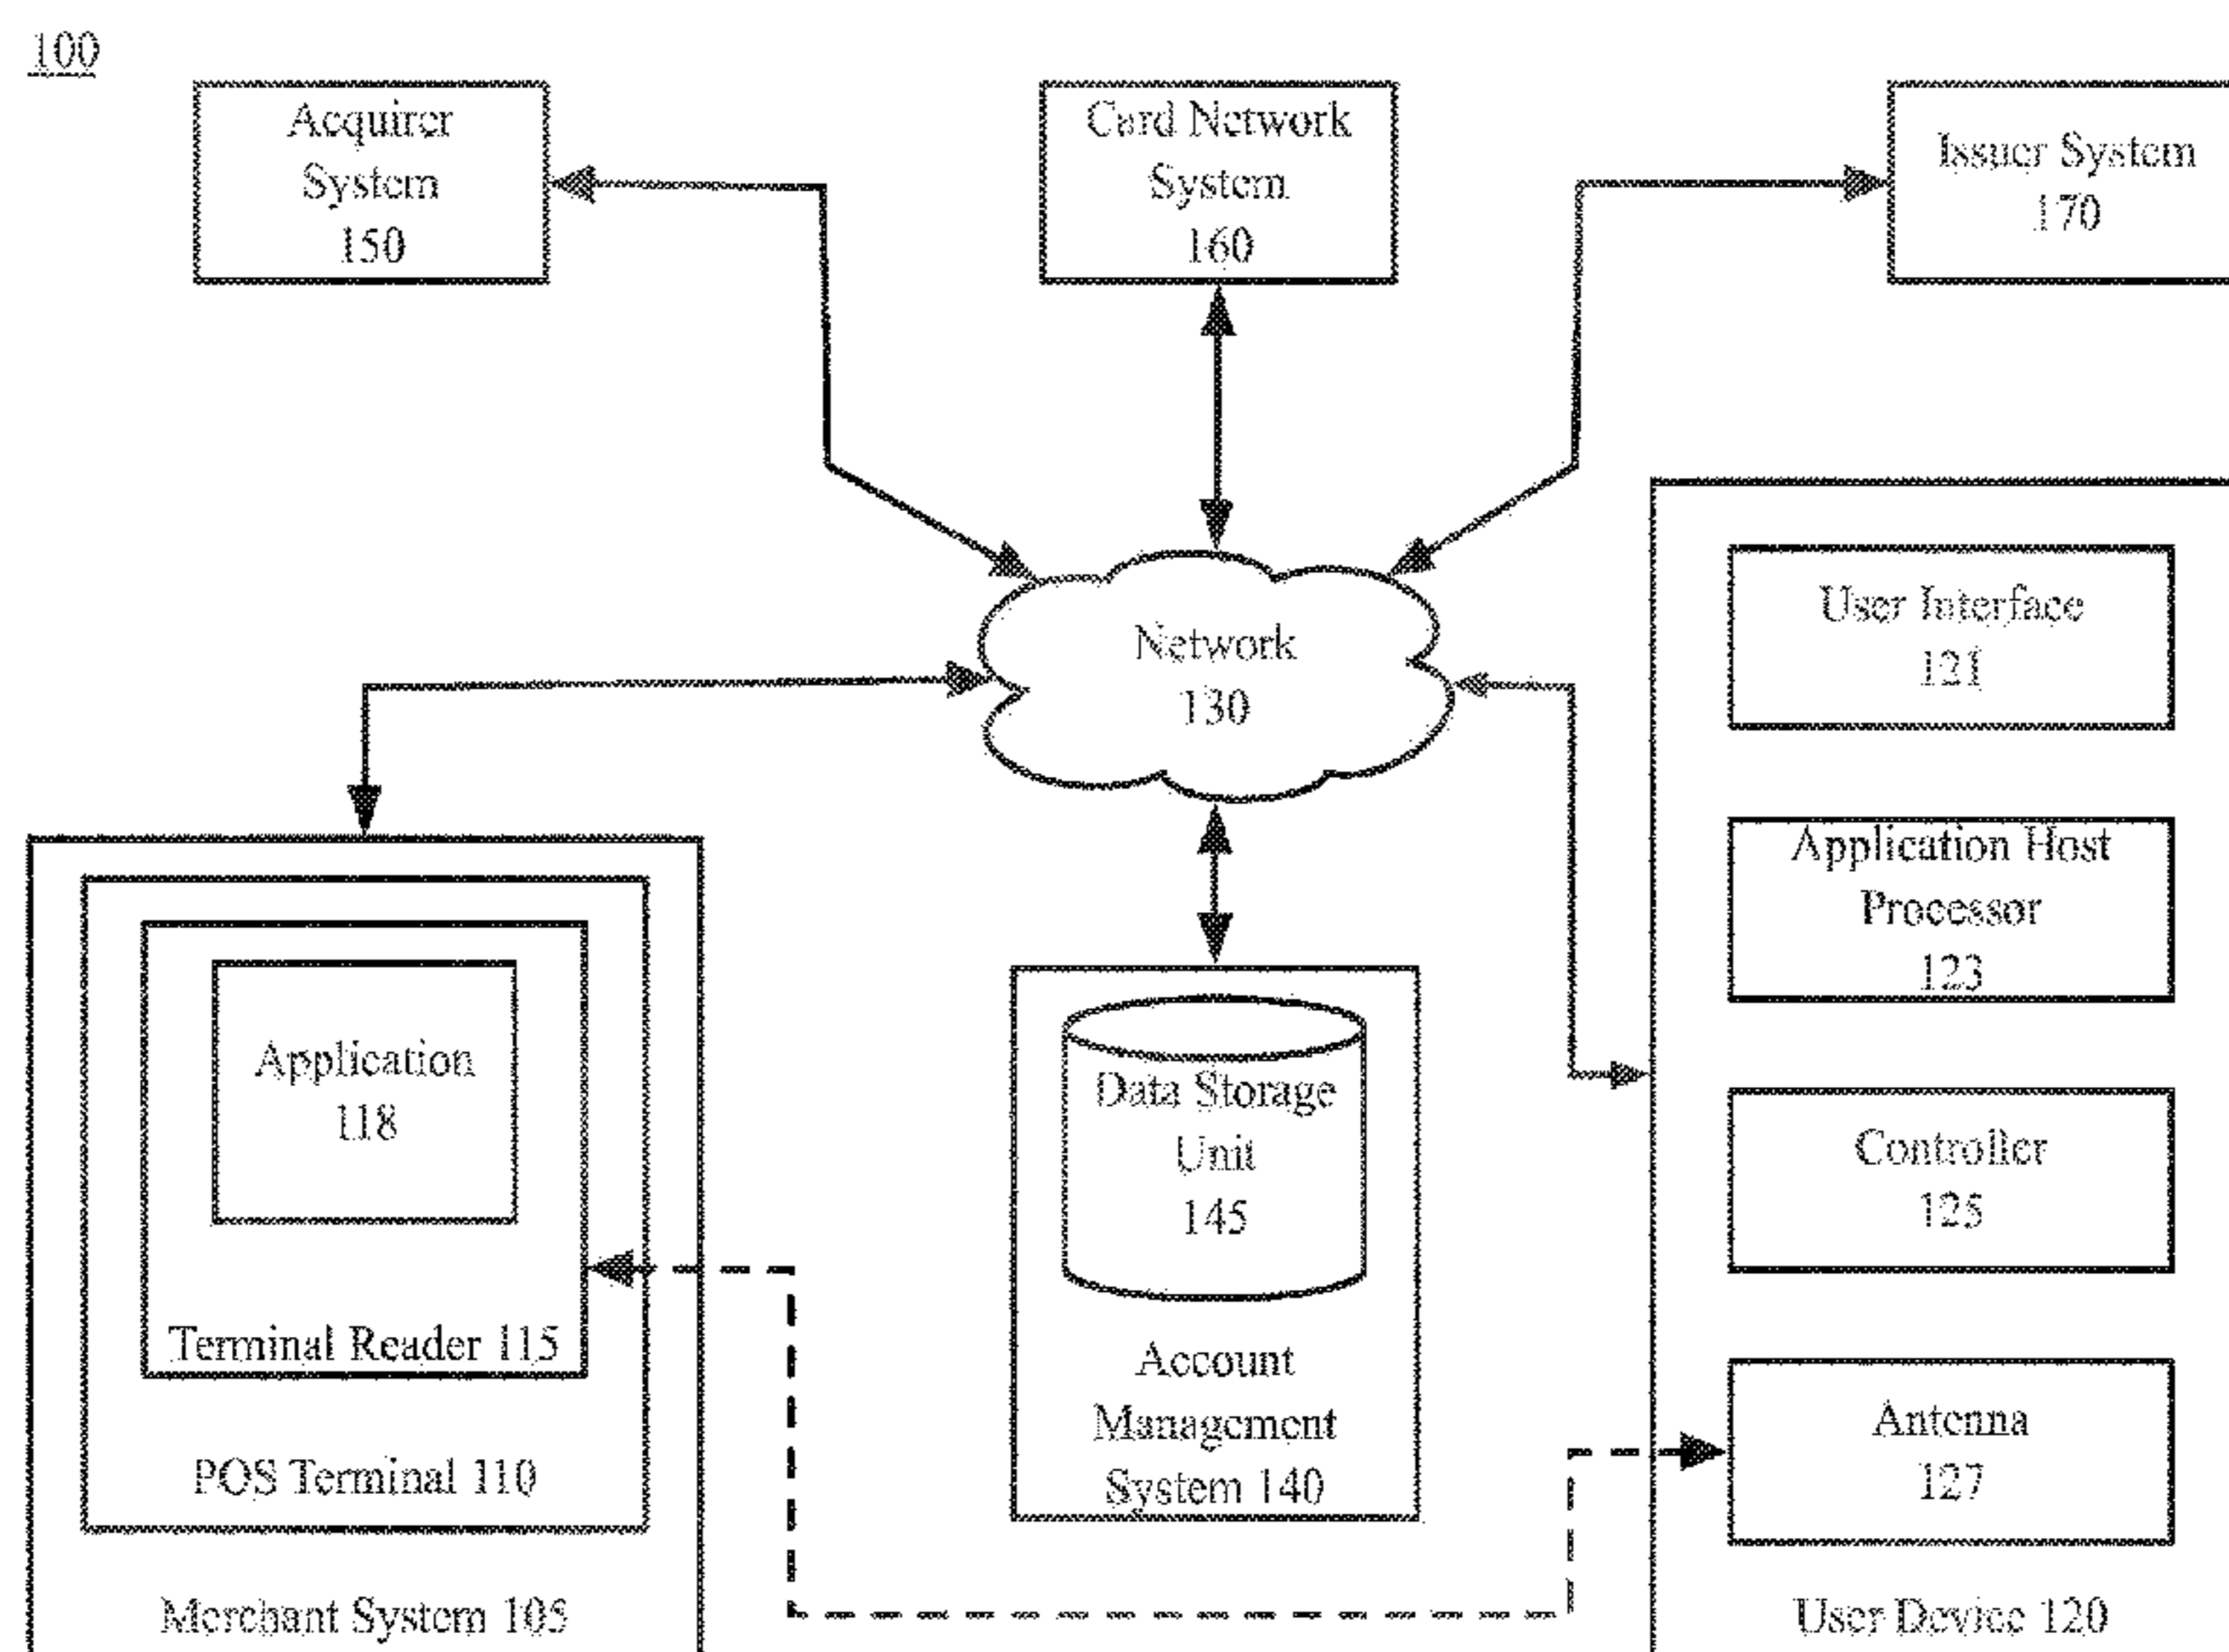 100
Acquirer
System
150
Card Network
System
160
Issuer System
170
Network
130
User Interface
121
Application Host
Processor
123
Controller
125
Antenna
127
User Device 120
Application
118
Terminal Reader 115
POS Terminal 110
Merchant System 105
Data Storage
Unit
145
Account
Management
System 140